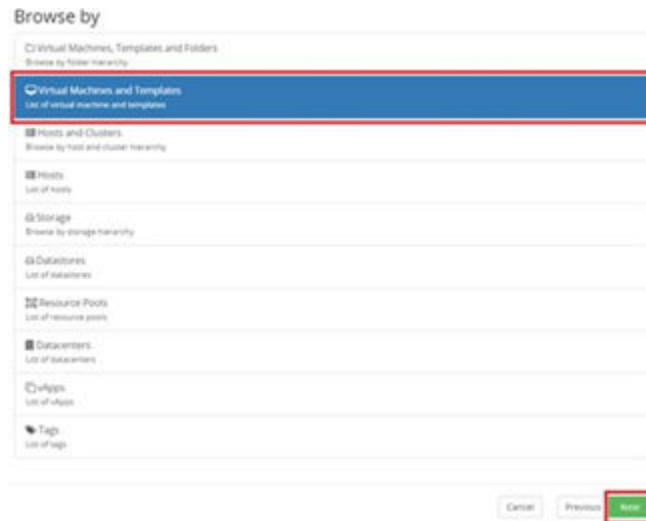 Browse by
Virtual Machines, Templates and Folders
Browse by folder hierarchy
Virtual Machines and Templates
List of virtual machine and templates
Hosts and Clusters
Browse by host and cluster hierarchy
Hosts
List of hosts
Storage
Browse by storage hierarchy
Datastores
List of datastores
Resource Pools
List of resource pools
Datacenters
List of datacenters
vApps
List of vApps
Tags
List of tags
Cancel Previous Next